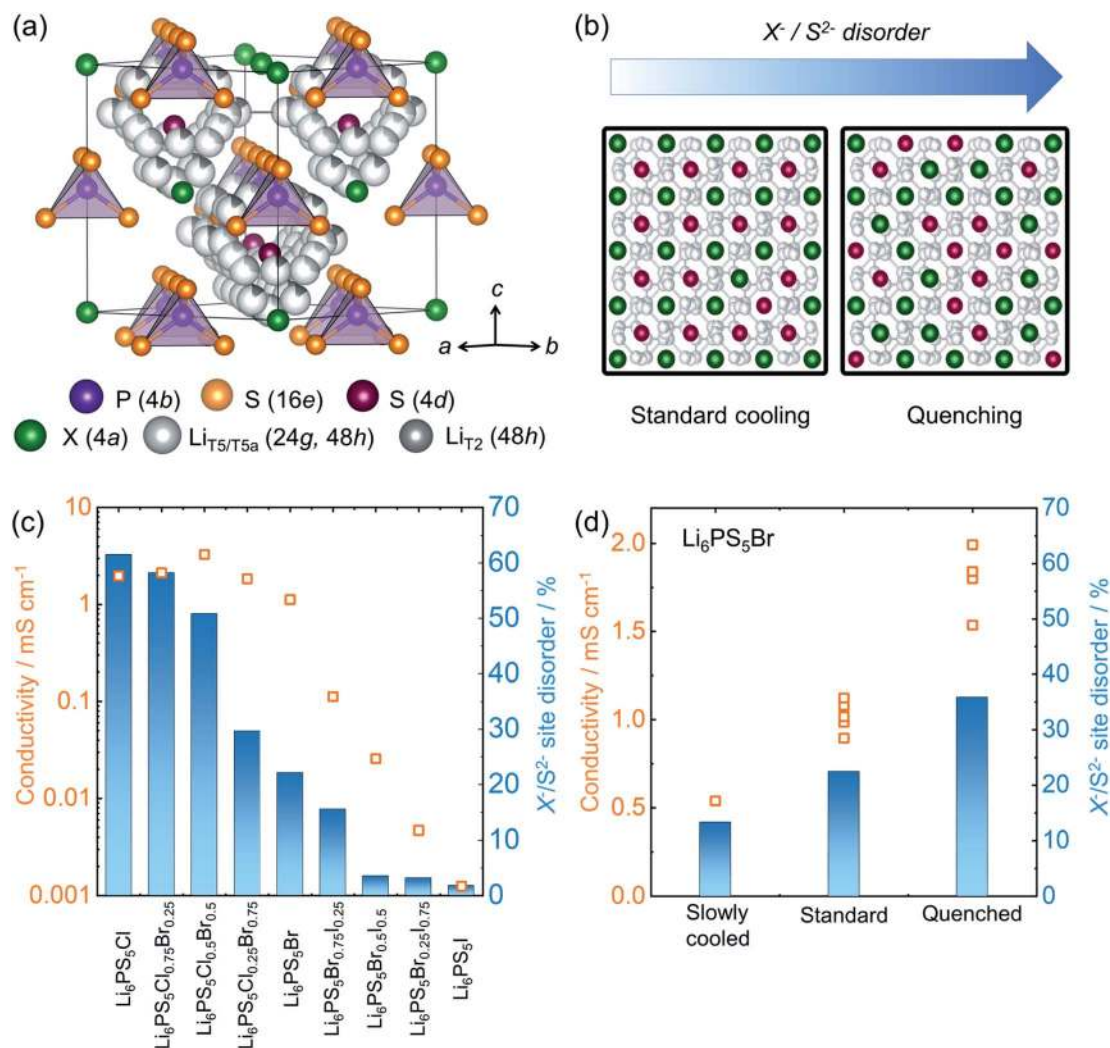 (a)
c
a
b
P (4b) S (16e) S (4d)
X (4a) Li_T5/T5a (24g, 48h) Li_T2 (48h)
(b)
X⁻ / S²⁻ disorder
Standard cooling
Quenching
(c)
Conductivity / mS cm⁻¹
10
1
0.1
0.01
0.001
X⁻/S²⁻ site disorder / %
70
60
50
40
30
20
10
0
Li₆PS₅Cl
Li₆PS₅Cl₀.₇₅Br₀.₂₅
Li₆PS₅Cl₀.₅Br₀.₅
Li₆PS₅Cl₀.₂₅Br₀.₇₅
Li₆PS₅Br
Li₆PS₅Br₀.₇₅I₀.₂₅
Li₆PS₅Br₀.₅I₀.₅
Li₆PS₅Br₀.₂₅I₀.₇₅
Li₆PS₅I
(d)
Li₆PS₅Br
Conductivity / mS cm⁻¹
2.0
1.5
1.0
0.5
0.0
X⁻/S²⁻ site disorder / %
70
60
50
40
30
20
10
0
Slowly
cooled
Standard
Quenched